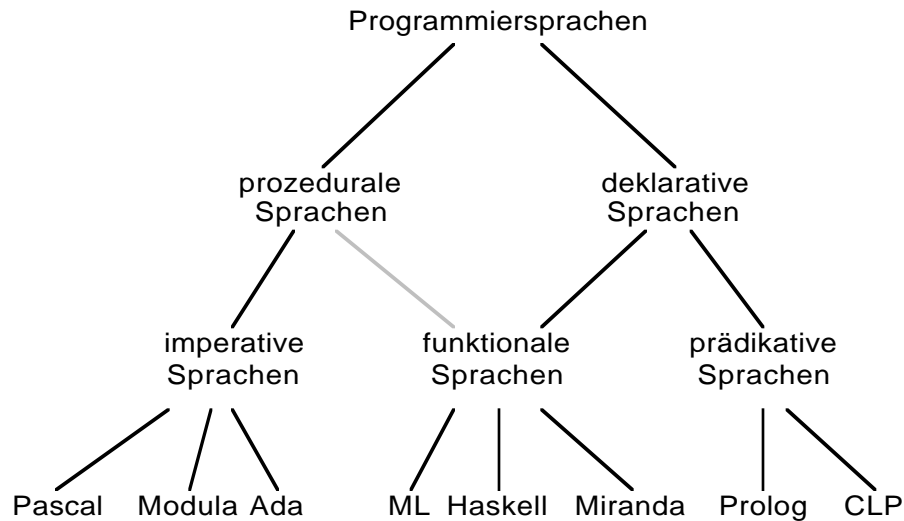 Programmiersprachen
prozedurale
Sprachen
deklarative
Sprachen
imperative
Sprachen
funktionale
Sprachen
prädikative
Sprachen
Pascal Modula Ada ML Haskell Miranda Prolog CLP